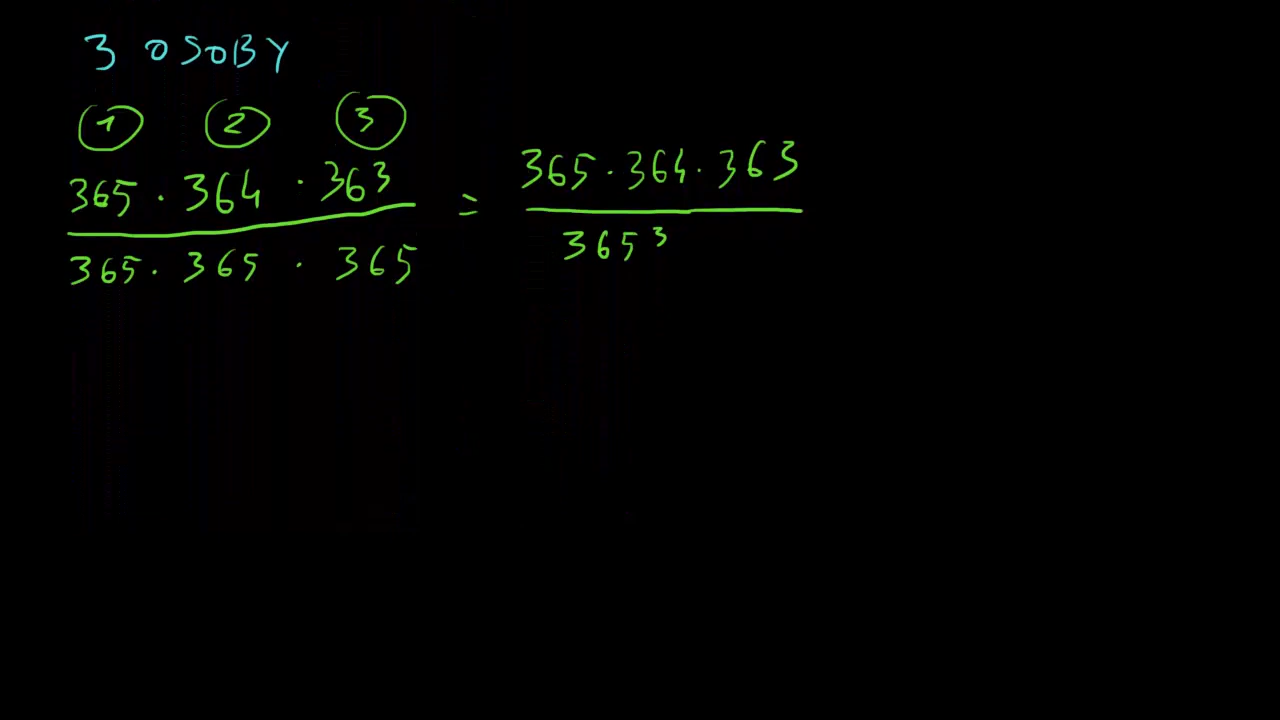 3 OSOBY
1 2 3
365 · 364 · 363 = 365 · 364 · 363
365 · 365 · 365 365³